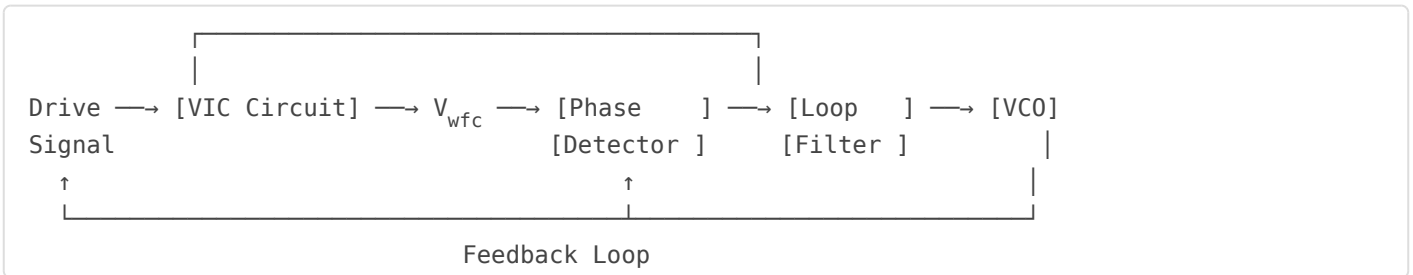 Drive ──→ [VIC Circuit] ──→ Vwfc ──→ [Phase    ] ──→ [Loop   ] ──→ [VCO]
Signal [Detector ] [Filter ]
Feedback Loop